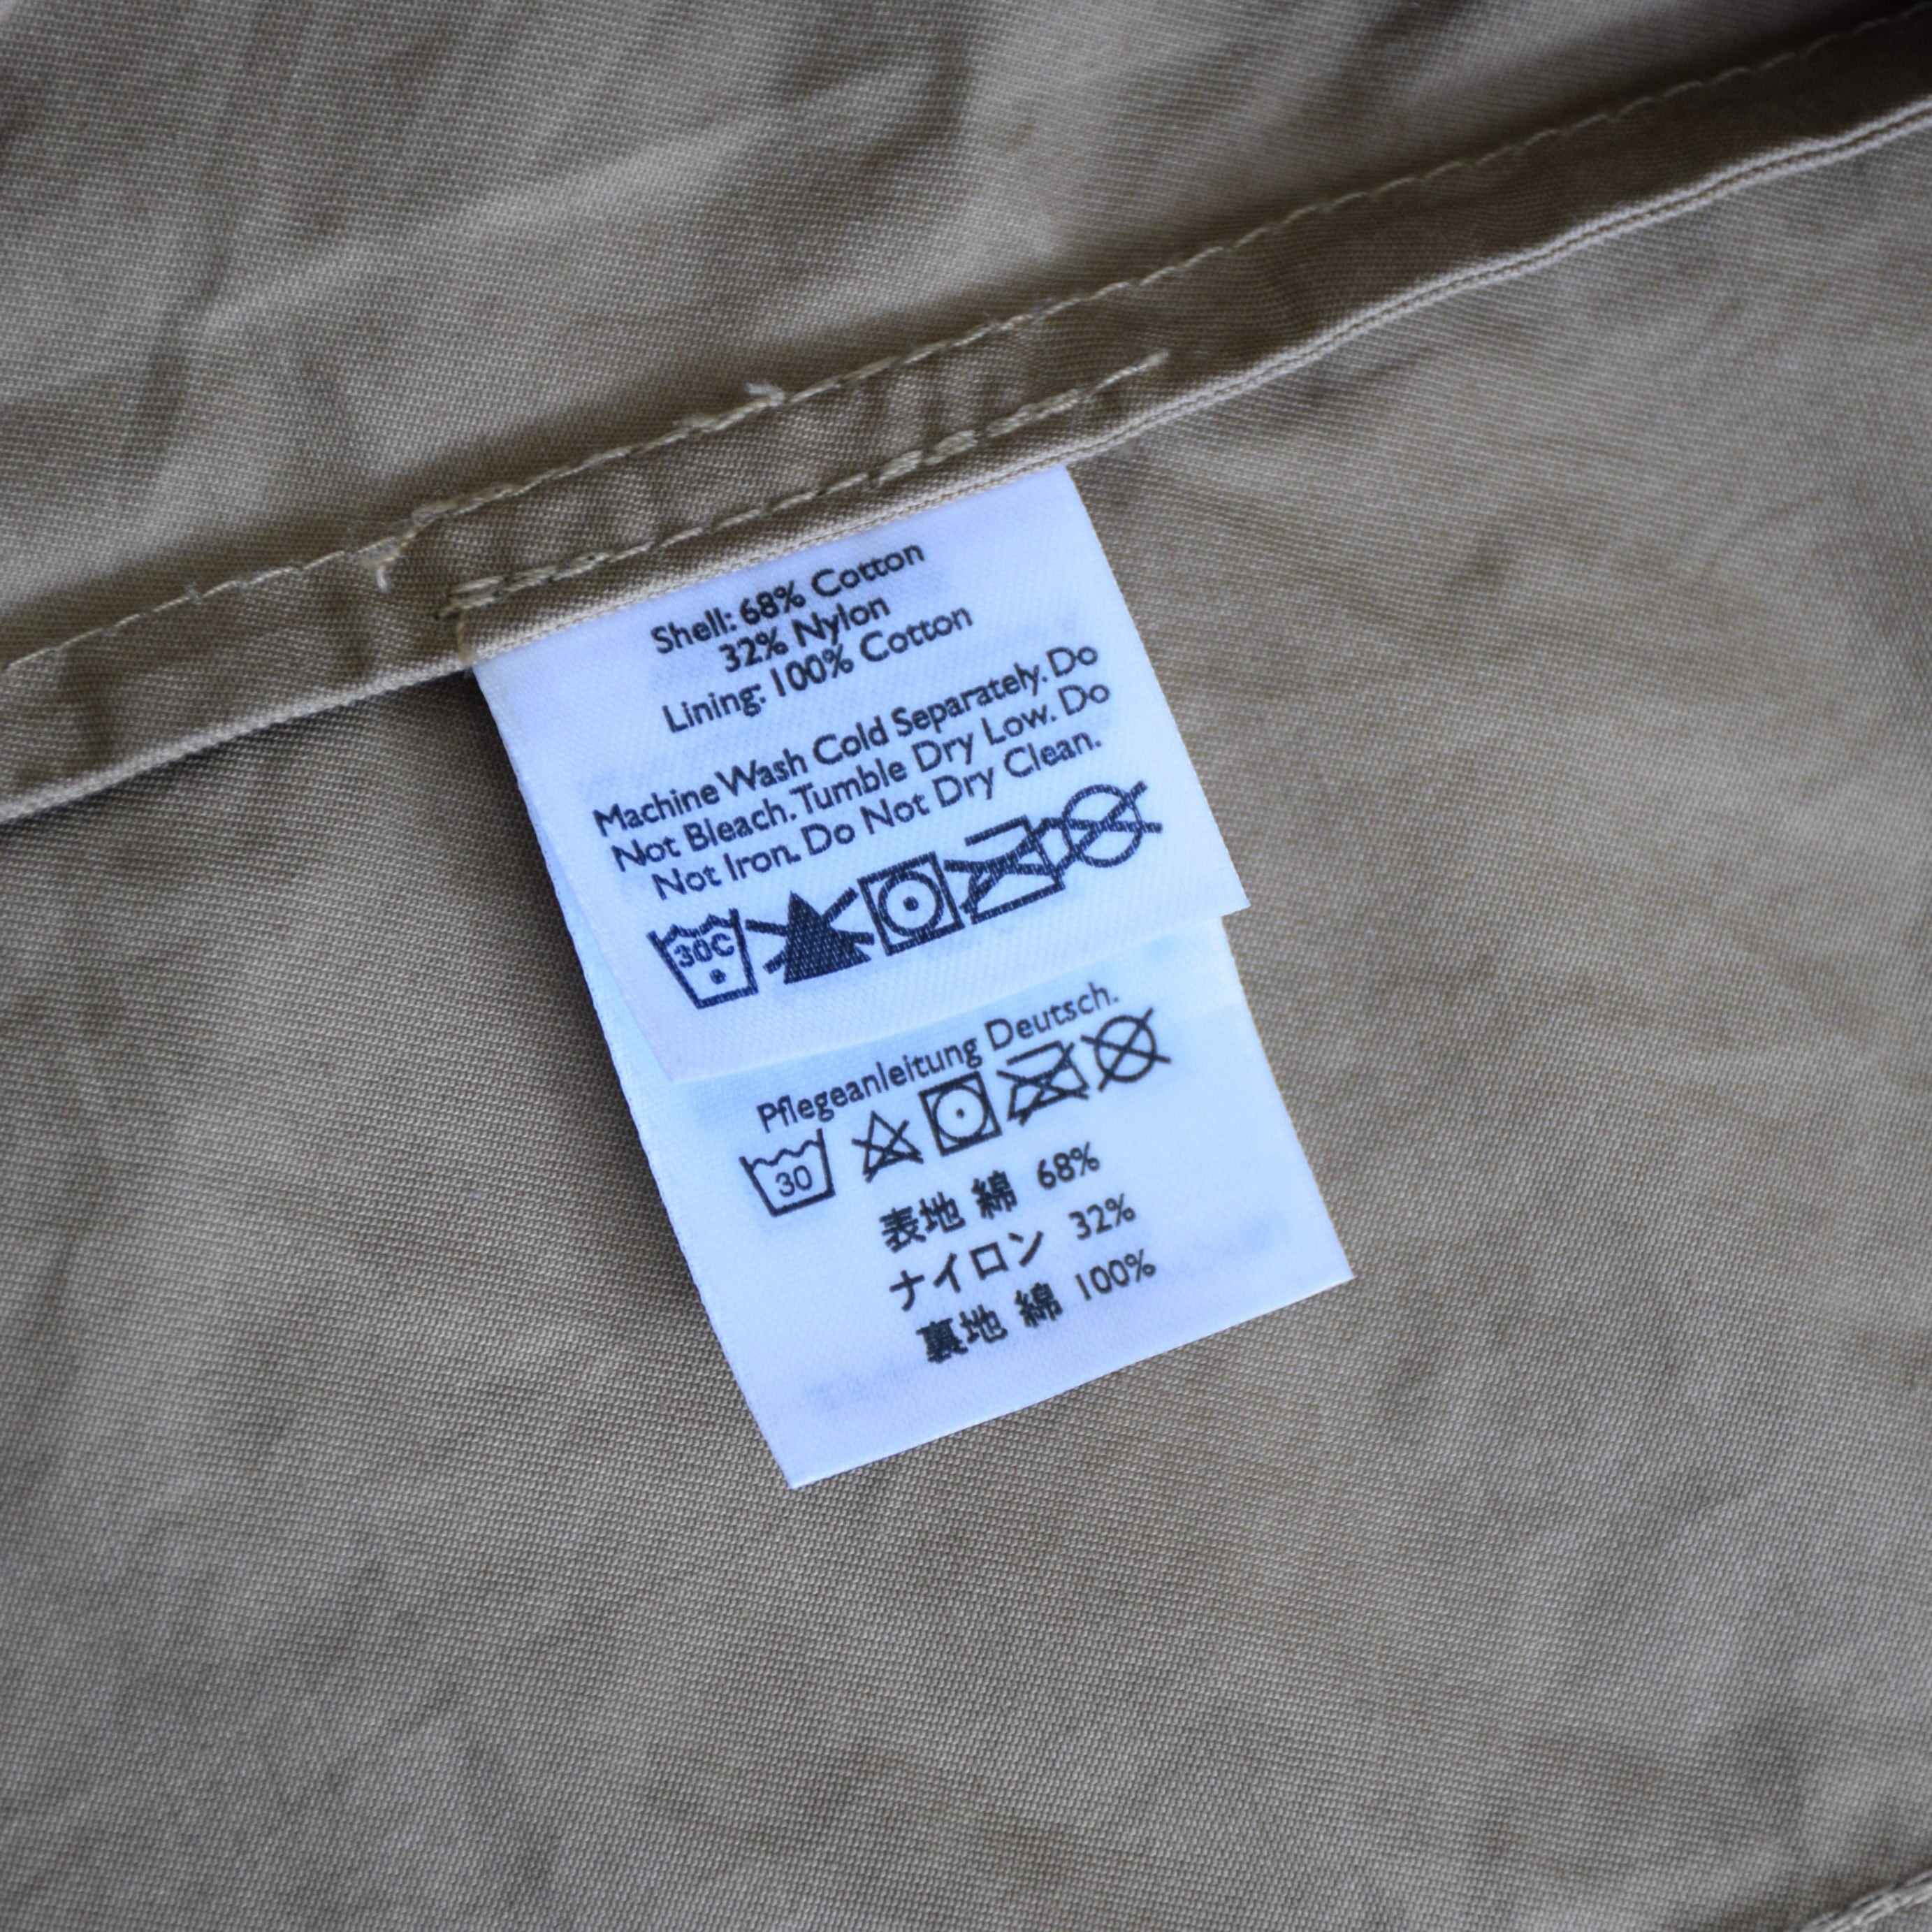 Shell: 68% Cotton
32% Nylon
Lining: 100% Cotton
Machine Wash Cold Separately. Do
Not Bleach. Tumble Dry Low. Do
Not Iron. Do Not Dry Clean.
30C
Pflegeanleitung Deutsch.
30
表地 綿 68%
ナイロン 32%
裏地 綿 100%